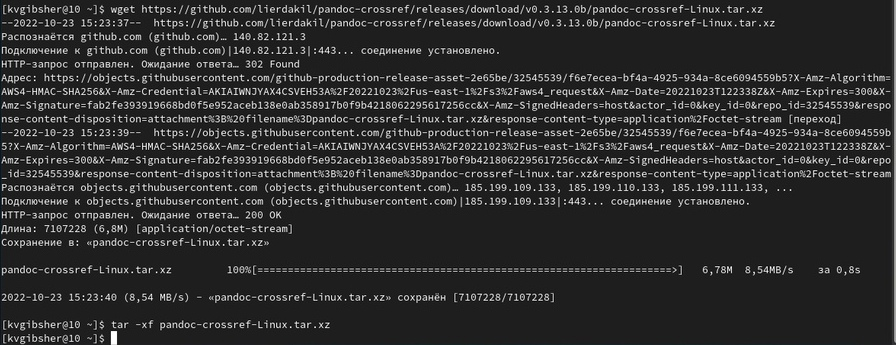 [kvgibsher@10 ~]$ wget https://github.com/lierdakil/pandoc-crossref/releases/download/v0.3.13.0b/pandoc-crossref-Linux.tar.xz
--2022-10-23 15:23:37--  https://github.com/lierdakil/pandoc-crossref/releases/download/v0.3.13.0b/pandoc-crossref-Linux.tar.xz
Распознаётся github.com (github.com)… 140.82.121.3
Подключение к github.com (github.com)|140.82.121.3|:443... соединение установлено.
HTTP-запрос отправлен. Ожидание ответа… 302 Found
Адрес: https://objects.githubusercontent.com/github-production-release-asset-2e65be/32545539/f6e7ecea-bf4a-4925-934a-8ce6094559b5?X-Amz-Algorithm=
AWS4-HMAC-SHA256&X-Amz-Credential=AKIAIWNJYAX4CSVEH53A%2F20221023%2Fus-east-1%2Fs3%2Faws4_request&X-Amz-Date=20221023T122338Z&X-Amz-Expires=300&X-
Amz-Signature=fab2fe393919668bd0f5e952aceb138e0ab358917b0f9b4218062295617256cc&X-Amz-SignedHeaders=host&actor_id=0&key_id=0&repo_id=32545539&respo
nse-content-disposition=attachment%3B%20filename%3Dpandoc-crossref-Linux.tar.xz&response-content-type=application%2Foctet-stream [переход]
--2022-10-23 15:23:39--  https://objects.githubusercontent.com/github-production-release-asset-2e65be/32545539/f6e7ecea-bf4a-4925-934a-8ce6094559b
5?X-Amz-Algorithm=AWS4-HMAC-SHA256&X-Amz-Credential=AKIAIWNJYAX4CSVEH53A%2F20221023%2Fus-east-1%2Fs3%2Faws4_request&X-Amz-Date=20221023T122338Z&X-
Amz-Expires=300&X-Amz-Signature=fab2fe393919668bd0f5e952aceb138e0ab358917b0f9b4218062295617256cc&X-Amz-SignedHeaders=host&actor_id=0&key_id=0&repo
_id=32545539&response-content-disposition=attachment%3B%20filename%3Dpandoc-crossref-Linux.tar.xz&response-content-type=application%2Foctet-stream
Распознаётся objects.githubusercontent.com (objects.githubusercontent.com)… 185.199.109.133, 185.199.110.133, 185.199.111.133, ...
Подключение к objects.githubusercontent.com (objects.githubusercontent.com)|185.199.109.133|:443... соединение установлено.
HTTP-запрос отправлен. Ожидание ответа… 200 OK
Длина: 7107228 (6,8M) [application/octet-stream]
Сохранение в: «pandoc-crossref-Linux.tar.xz»
pandoc-crossref-Linux.tar.xz         100%[=====================================================================>]   6,78M  8,54MB/s    за 0,8s
2022-10-23 15:23:40 (8,54 MB/s) - «pandoc-crossref-Linux.tar.xz» сохранён [7107228/7107228]
[kvgibsher@10 ~]$ tar -xf pandoc-crossref-Linux.tar.xz
[kvgibsher@10 ~]$